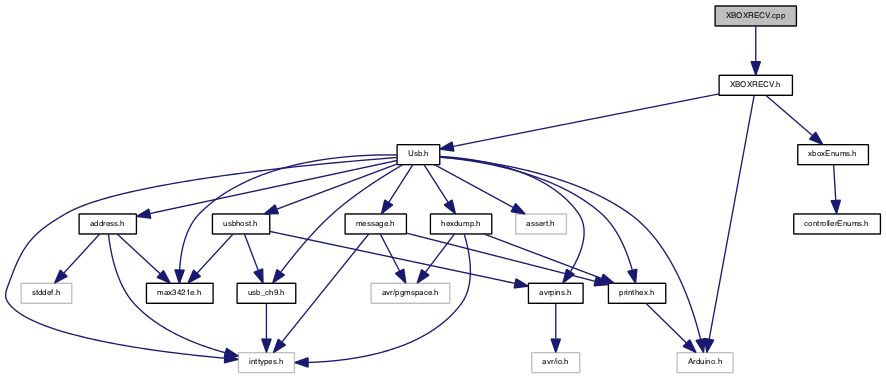 XBOXRECV.cpp
XBOXRECV.h
Usb.h
xboxEnums.h
address.h
usbhost.h
message.h
hexdump.h
assert.h
controllerEnums.h
stddef.h
max3421e.h
usb_ch9.h
avr/pgmspace.h
avrpins.h
printhex.h
inttypes.h
avr/io.h
Arduino.h